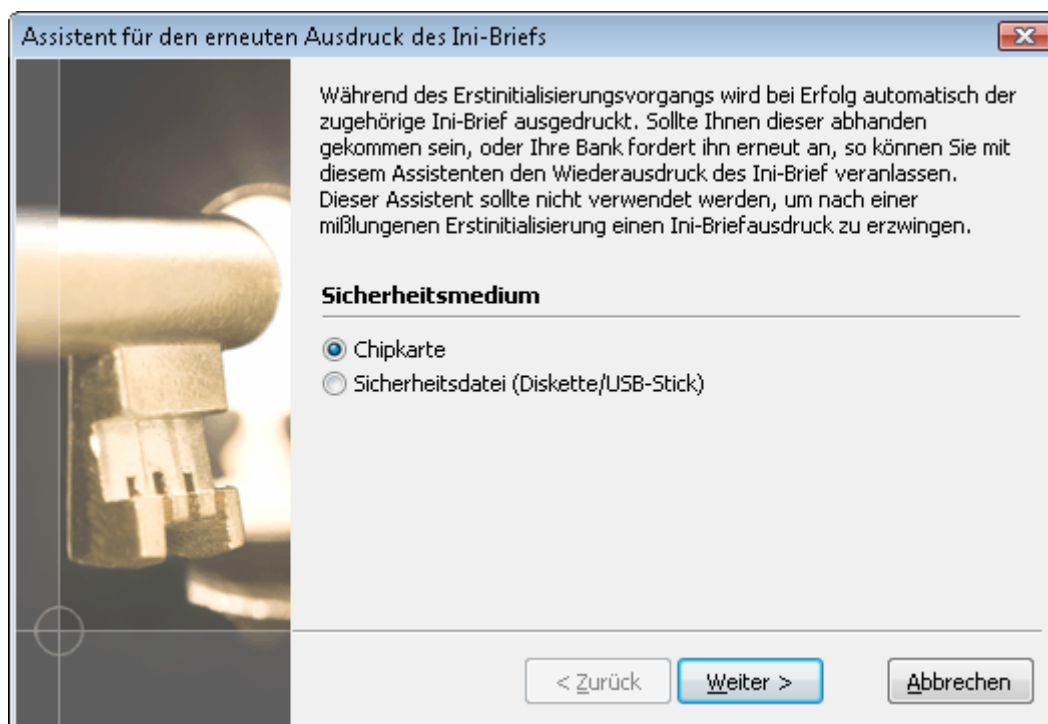 Assistent für den erneuten Ausdruck des Ini-Briefs
Während des Erstinitialisierungsvorgangs wird bei Erfolg automatisch der
zugehörige Ini-Brief ausgedruckt. Sollte Ihnen dieser abhanden
gekommen sein, oder Ihre Bank fordert ihn erneut an, so können Sie mit
diesem Assistenten den Wiederausdruck des Ini-Brief veranlassen.
Dieser Assistent sollte nicht verwendet werden, um nach einer
mißlungenen Erstinitialisierung einen Ini-Briefausdruck zu erzwingen.
Sicherheitsmedium
Chipkarte
Sicherheitsdatei (Diskette/USB-Stick)
< Zurück Weiter > Abbrechen